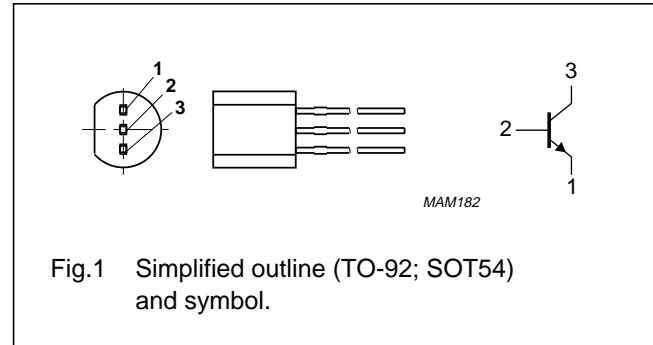 1
2
3
3
2
1
MAM182
Fig.1 Simplified outline (TO-92; SOT54)
and symbol.